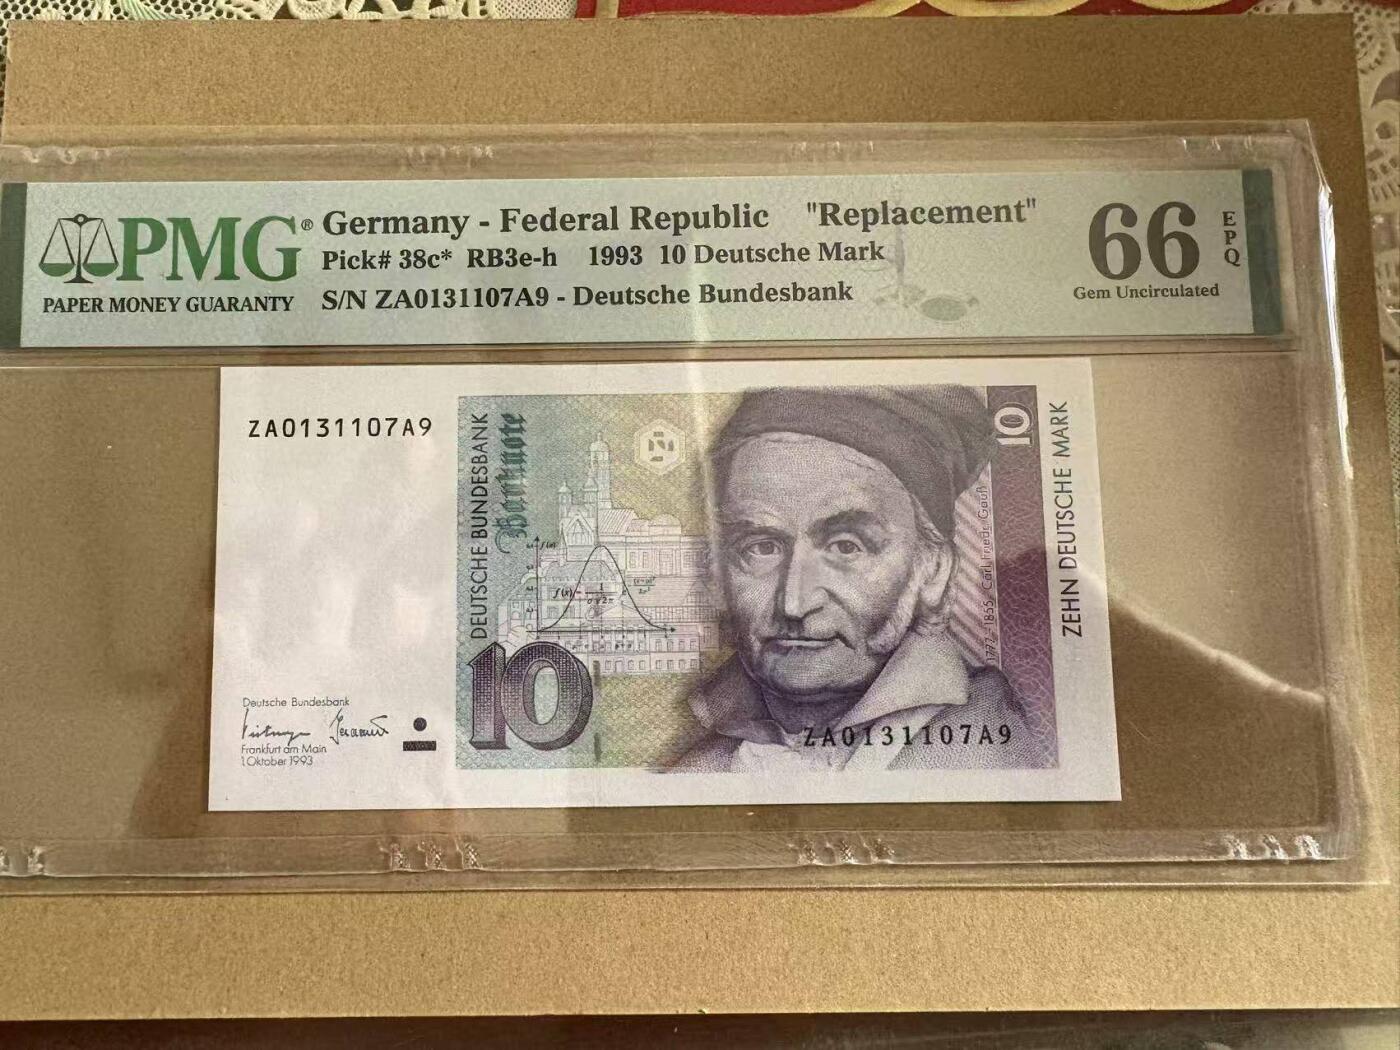 PMG®
PAPER MONEY GUARANTY
Germany - Federal Republic "Replacement"
Pick# 38c* RB3e-h 1993 10 Deutsche Mark
S/N ZA0131107A9 - Deutsche Bundesbank
66
EPQ
Gem Uncirculated
ZA0131107A9
DEUTSCHE BUNDESBANK
Banknote
10
ZEHN DEUTSCHE MARK
1777-1855 Carl Friedr. Gauß
f(x)
10
Deutsche Bundesbank
Frankfurt am Main
1.Oktober 1993
ZA0131107A9